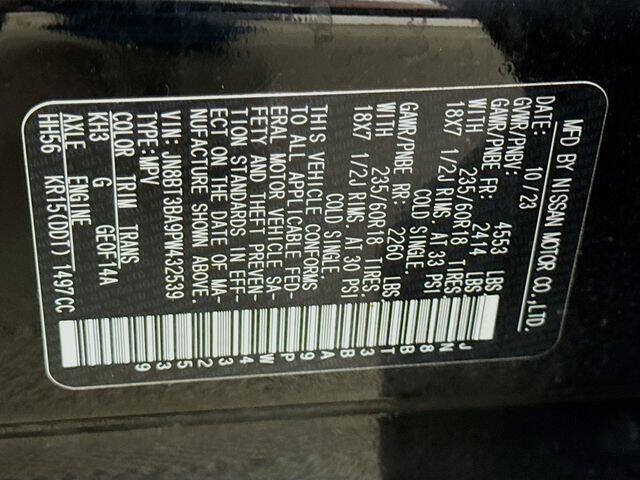 MFD BY NISSAN MOTOR CO.,LTD.
DATE: 10/23
GVWR/PNBV: 4553 LBS
GAWR/PNBE FR: 2414 LBS
WITH 235/60R18 TIRES.
18X7 1/2J RIMS. AT 33 PSI
COLD SINGLE
GAWR/PNBE RR: 2260 LBS
WITH 235/60R18 TIRES.
18X7 1/2J RIMS. AT 30 PSI
COLD SINGLE
THIS VEHICLE CONFORMS
TO ALL APPLICABLE FED-
ERAL MOTOR VEHICLE SA-
FETY AND THEFT PREVEN-
TION STANDARDS IN EFF-
ECT ON THE DATE OF MA-
NUFACTURE SHOWN ABOVE.
VIN: JN8BT3BA9PW432539
TYPE:MPV
COLOR TRIM TRANS
KH3 G GE0F14A
AXLE ENGINE
HH56 KR15(DDT) 1497CC
JN8BT3BA9PW432539